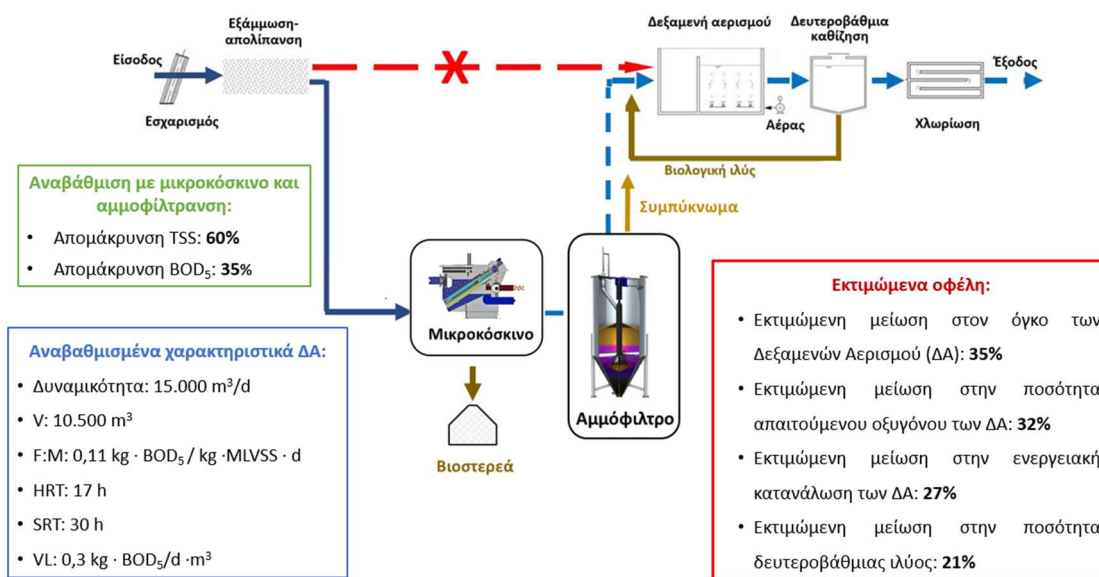 Είσοδος
Εσχαρισμός
Εξάμμωση-
απολίπανση
Δεξαμενή αερισμού
Αέρας
Δευτεροβάθμια
καθίζηση
Χλωρίωση
Έξοδος
Βιολογική ιλύς
Συμπύκνωμα
Αναβάθμιση με μικροκόσκινο και
αμμοφίλτρανση:
• Απομάκρυνση TSS: 60%
• Απομάκρυνση BOD₅: 35%
Αναβαθμισμένα χαρακτηριστικά ΔΑ:
• Δυναμικότητα: 15.000 m³/d
• V: 10.500 m³
• F:M: 0,11 kg · BOD₅ / kg ·MLVSS · d
• HRT: 17 h
• SRT: 30 h
• VL: 0,3 kg · BOD₅/d ·m³
Μικροκόσκινο
Βιοστερεά
Αμμόφιλτρο
Εκτιμώμενα οφέλη:
• Εκτιμώμενη μείωση στον όγκο των
Δεξαμενών Αερισμού (ΔΑ): 35%
• Εκτιμώμενη μείωση στην ποσότητα
απαιτούμενου οξυγόνου των ΔΑ: 32%
• Εκτιμώμενη μείωση στην ενεργειακή
κατανάλωση των ΔΑ: 27%
• Εκτιμώμενη μείωση στην ποσότητα
δευτεροβάθμιας ιλύος: 21%